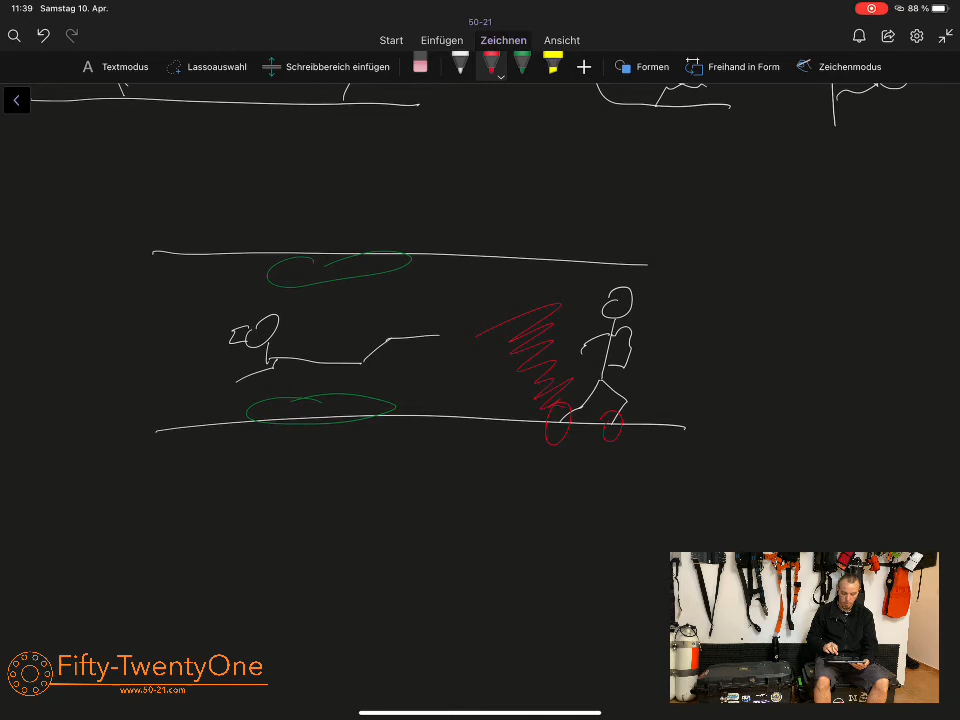 11:39 Samstag 10. Apr.
88 %
50-21
Start Einfügen Zeichnen Ansicht
A Textmodus Lassoauswahl Schreibbereich einfügen Formen Freihand in Form Zeichenmodus
Fifty-TwentyOne
www.50-21.com